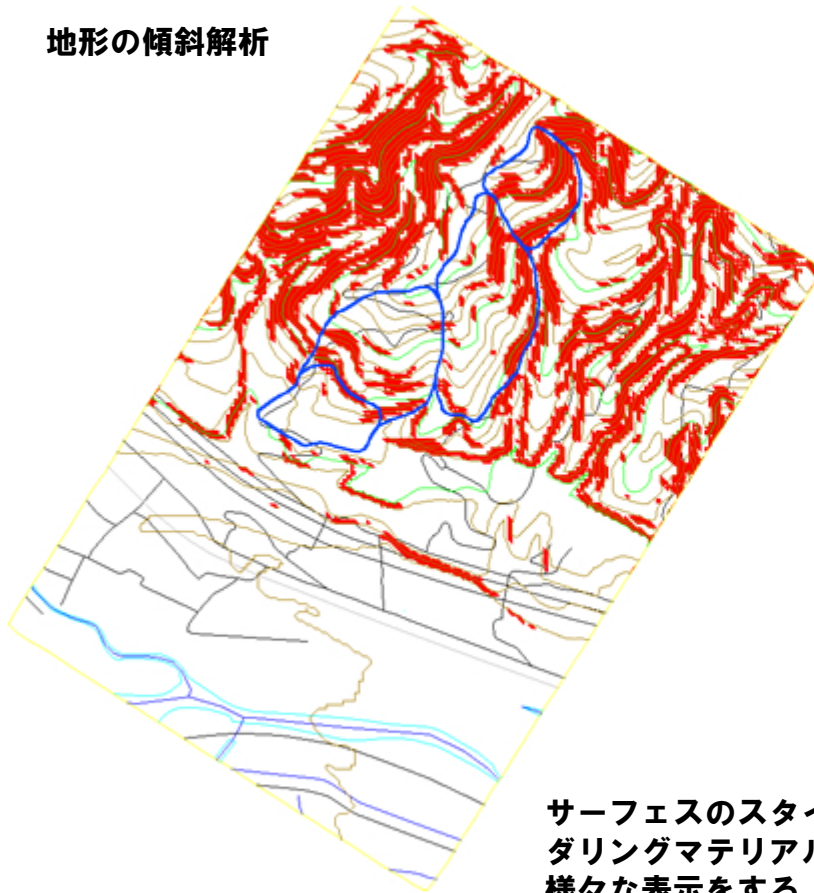 地形の傾斜解析
サーフェスのスタイ
ダリングマテリアル
様々な表示をする